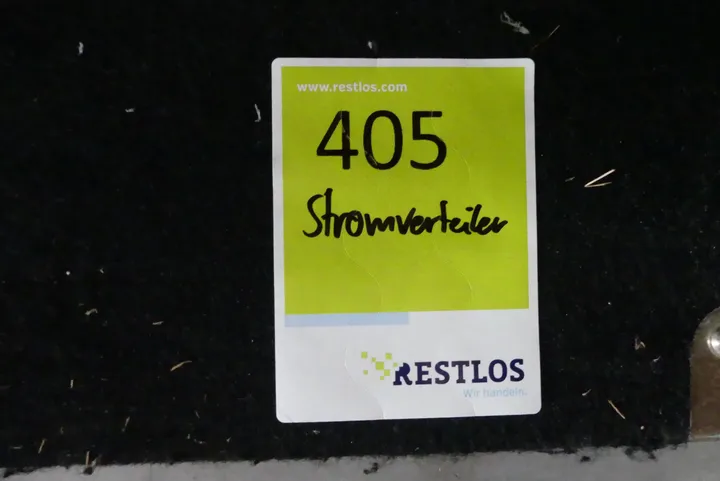 www.restlos.com
405
Stromverteiler
RESTLOS
Wir handeln.